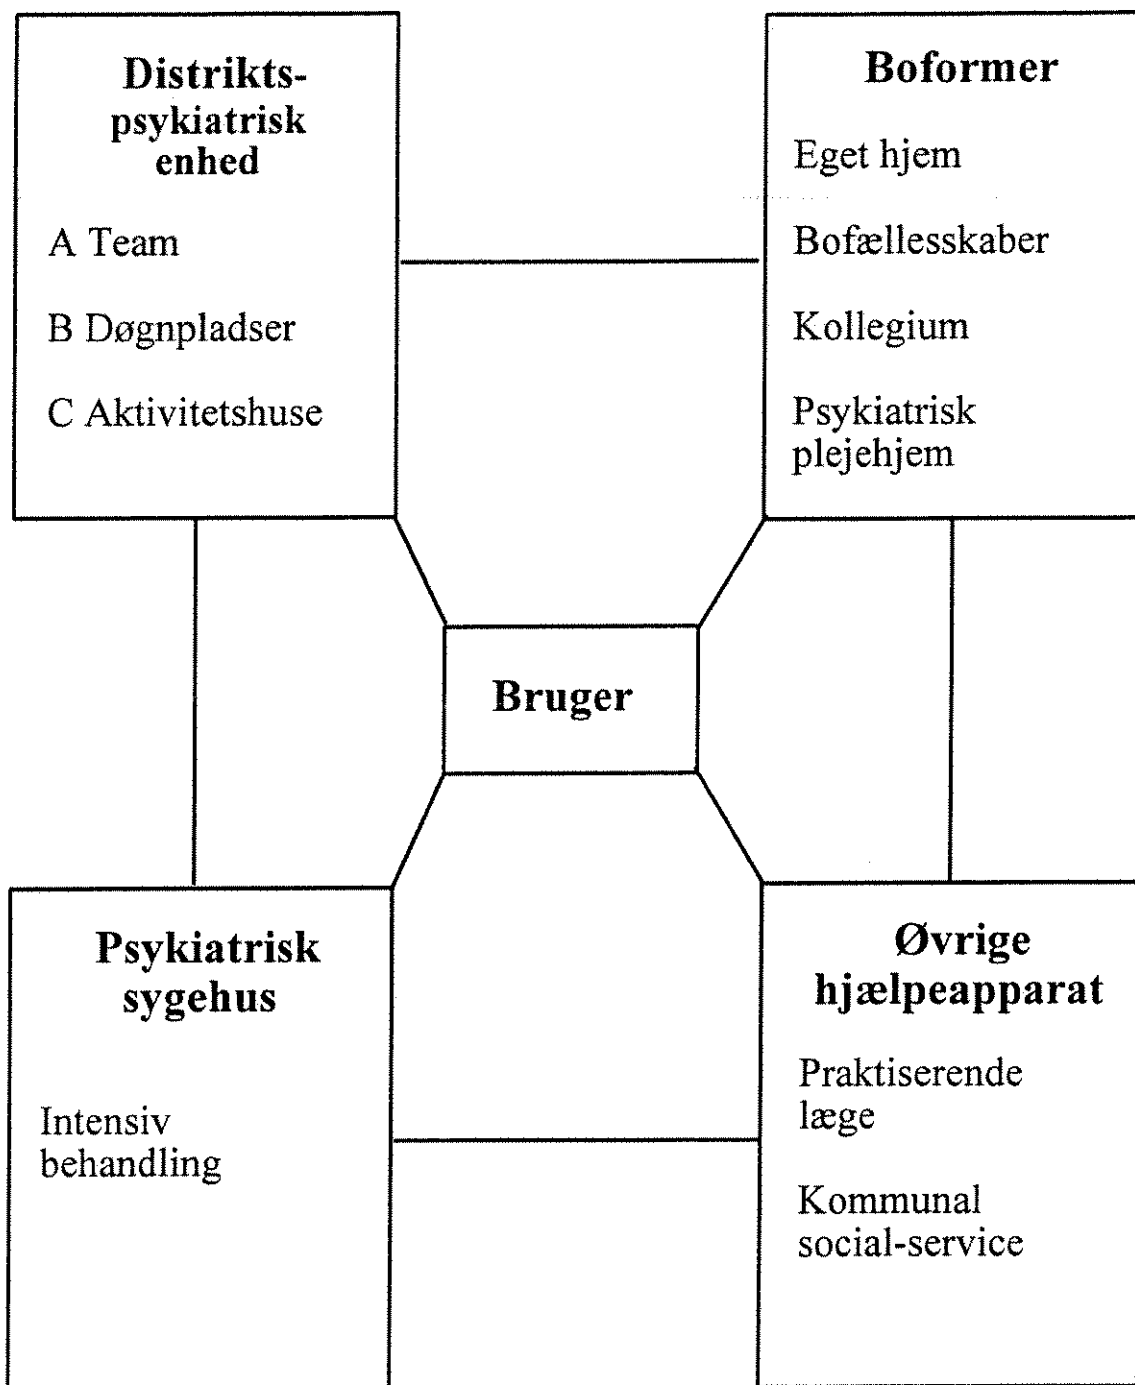 Distrikts-
psykiatrisk
enhed
A Team
B Døgnpladser
C Aktivitetshuse
Boformer
Eget hjem
Bofællesskaber
Kollegium
Psykiatrisk
plejehjem
Bruger
Psykiatrisk
sygehus
Intensiv
behandling
Øvrige
hjælpeapparat
Praktiserende
læge
Kommunal
social-service